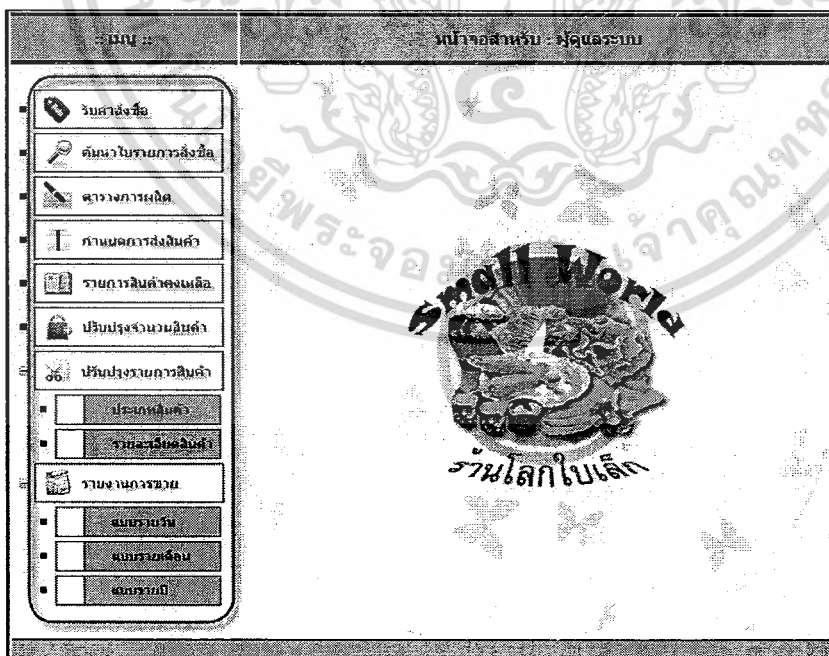 :: เมนู ::
หน้าจอสำหรับ : ผู้ดูแลระบบ
รับคำสั่งซื้อ
ค้นหาใบรายการสั่งซื้อ
ตารางการผลิต
กำหนดการส่งสินค้า
รายการสินค้าคงเหลือ
ปรับปรุงจำนวนสินค้า
ปรับปรุงรายการสินค้า
ประเภทสินค้า
รายละเอียดสินค้า
รายงานการขาย
แบบรายวัน
แบบรายเดือน
แบบรายปี
Small World
ร้านโลกใบเล็ก